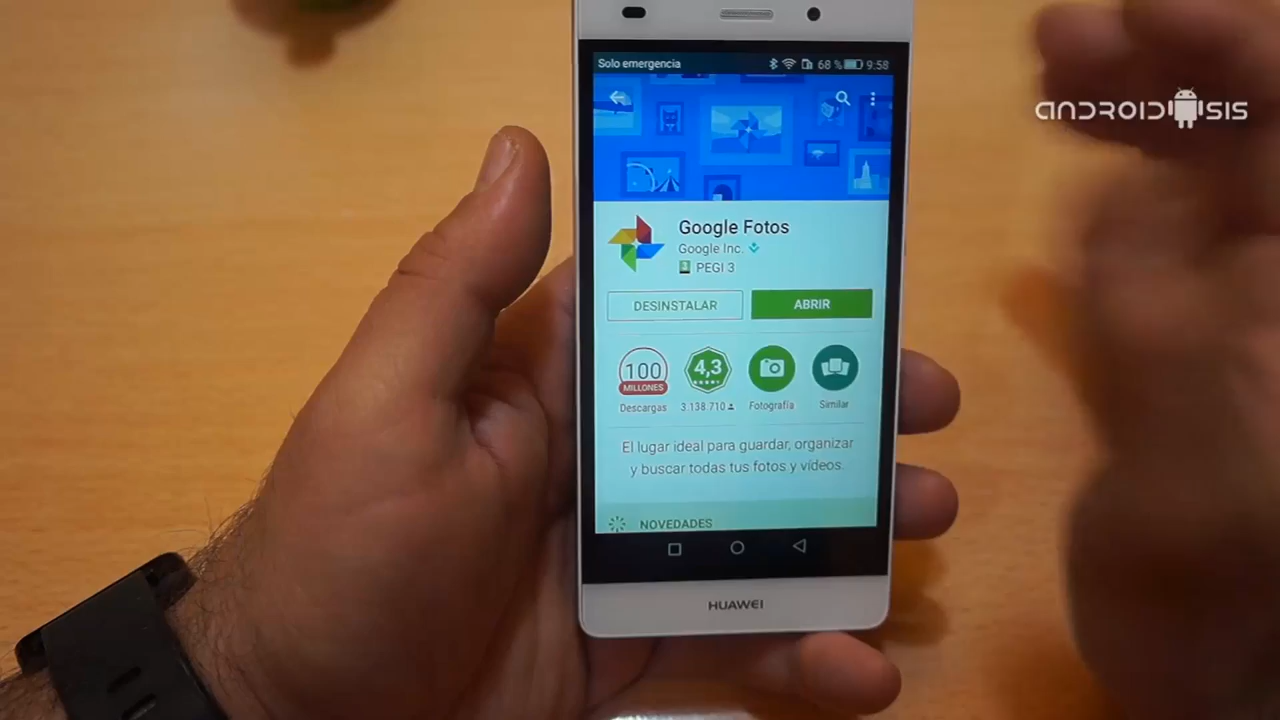 Solo emergencia 68 % 9:58
ANDROIDSIS
Google Fotos
Google Inc.
PEGI 3
DESINSTALAR ABRIR
100 MILLONES
4,3
Descargas 3.138.710 Fotografía Similar
El lugar ideal para guardar, organizar
y buscar todas tus fotos y vídeos.
NOVEDADES
HUAWEI